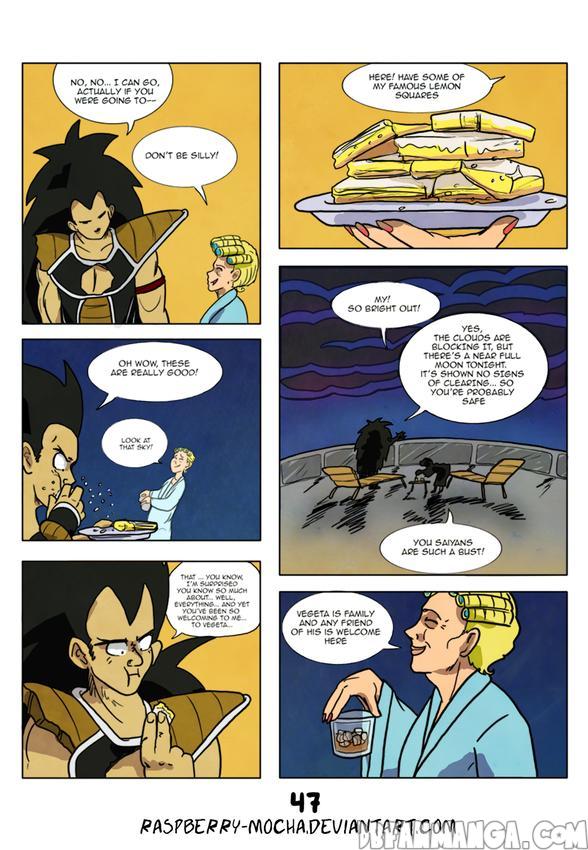 NO, NO... I CAN GO,
ACTUALLY IF YOU
WERE GOING TO--
DON'T BE SILLY!
HERE! HAVE SOME OF
MY FAMOUS LEMON
SQUARES
OH WOW, THESE
ARE REALLY GOOD!
LOOK AT
THAT SKY!
MY!
SO BRIGHT OUT!
YES,
THE CLOUDS ARE
BLOCKING IT, BUT
THERE'S A NEAR FULL
MOON TONIGHT.
IT'S SHOWN NO SIGNS
OF CLEARING... SO
YOU'RE PROBABLY
SAFE
YOU SAIYANS
ARE SUCH A BUST!
THAT ... YOU KNOW,
I'M SURPRISED
YOU KNOW SO MUCH
ABOUT... WELL,
EVERYTHING... AND YET
YOU'VE BEEN SO
WELCOMING TO ME...
TO VEGETA...
VEGETA IS FAMILY
AND ANY FRIEND
OF HIS IS WELCOME
HERE
47
RASPBERRY-MOCHA.DEVIANTART.COM
DBFANMANGA.COM